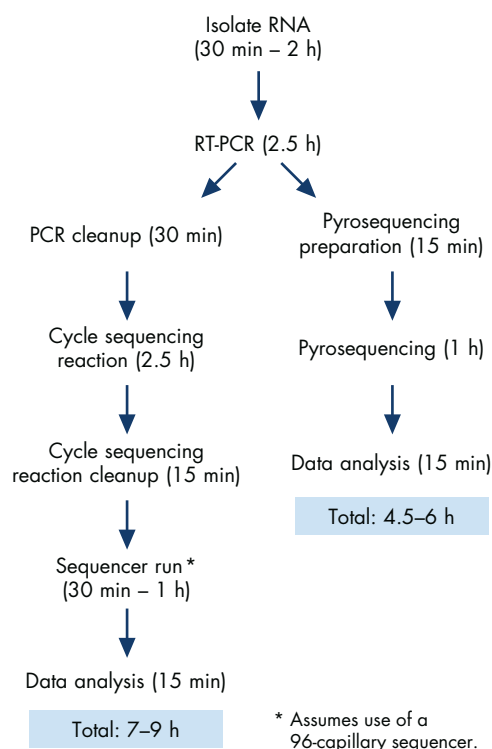 Isolate RNA
(30 min – 2 h)
RT-PCR (2.5 h)
PCR cleanup (30 min)
Cycle sequencing
reaction (2.5 h)
Cycle sequencing
reaction cleanup (15 min)
Sequencer run*
(30 min – 1 h)
Data analysis (15 min)
Total: 7–9 h
Pyrosequencing
preparation (15 min)
Pyrosequencing (1 h)
Data analysis (15 min)
Total: 4.5–6 h
* Assumes use of a
96-capillary sequencer.